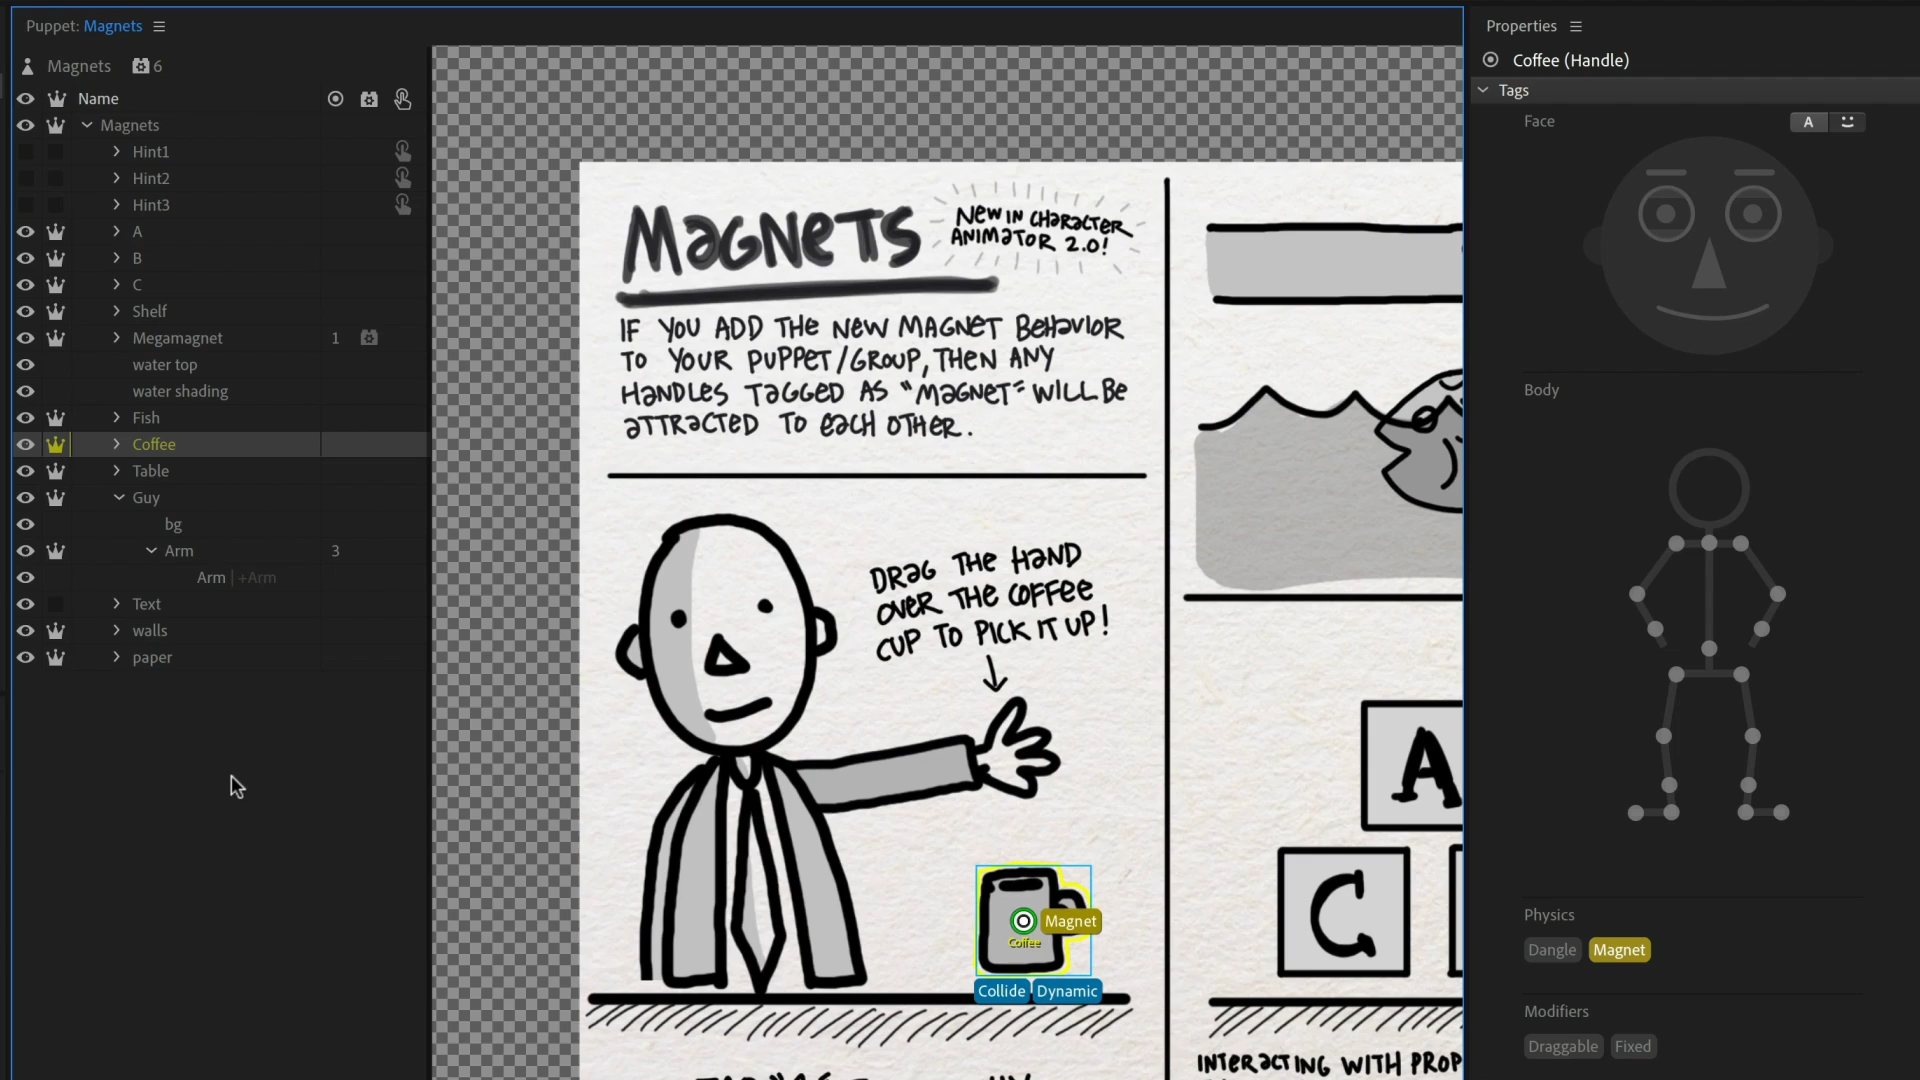 Puppet: Magnets
Magnets 6
Name
Magnets
Hint1
Hint2
Hint3
A
B
C
Shelf
Megamagnet 1
water top
water shading
Fish
Coffee
Table
Guy
bg
Arm 3
Arm | +Arm
Text
walls
paper
MAGNETS
NEW IN CHARACTER
ANIMATOR 2.0!
IF YOU ADD THE NEW MAGNET BEHAVIOR
TO YOUR PUPPET/GROUP, THEN ANY
HANDLES TAGGED AS "MAGNET" WILL BE
ATTRACTED TO EACH OTHER.
DRAG THE HAND
OVER THE COFFEE
CUP TO PICK IT UP!
Magnet
Coffee
Collide Dynamic
A
C
INTERACTING WITH PROP
Properties
Coffee (Handle)
Tags
Face
A
Body
Physics
Dangle Magnet
Modifiers
Draggable Fixed